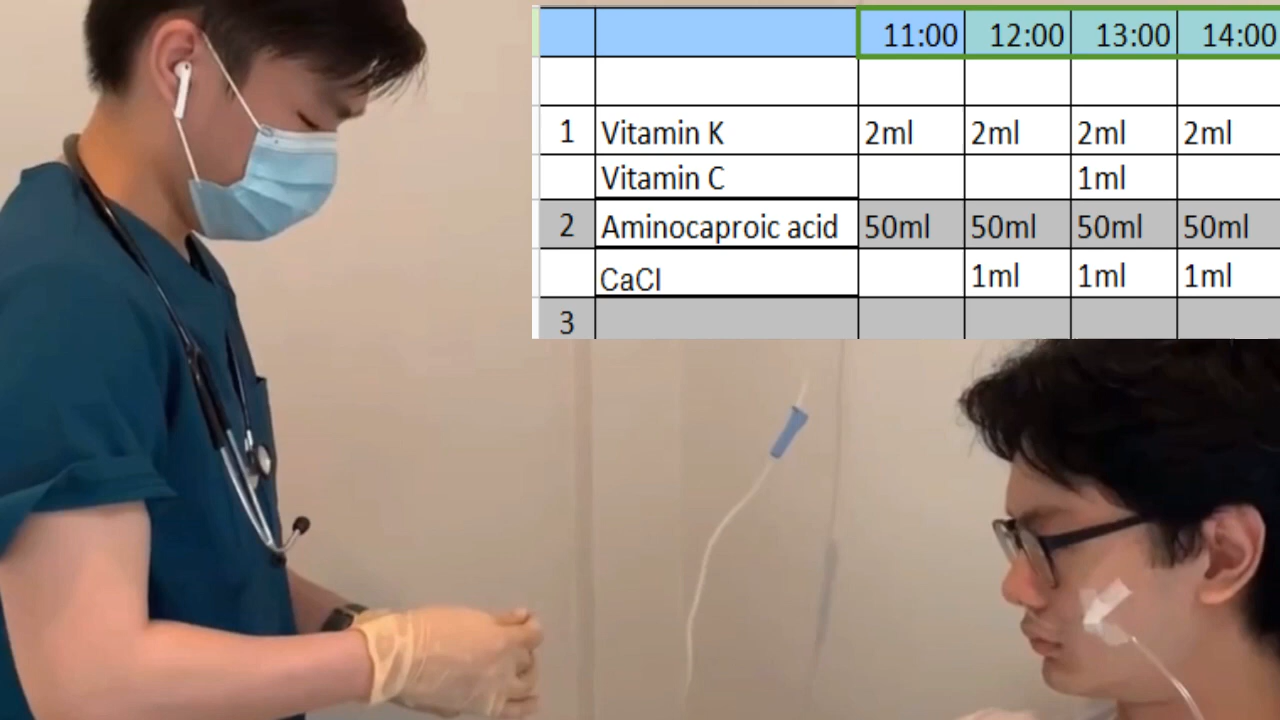 11:00 12:00 13:00 14:00
1 Vitamin K 2ml 2ml 2ml 2ml
Vitamin C 1ml
2 Aminocaproic acid 50ml 50ml 50ml 50ml
CaCl 1ml 1ml 1ml
3